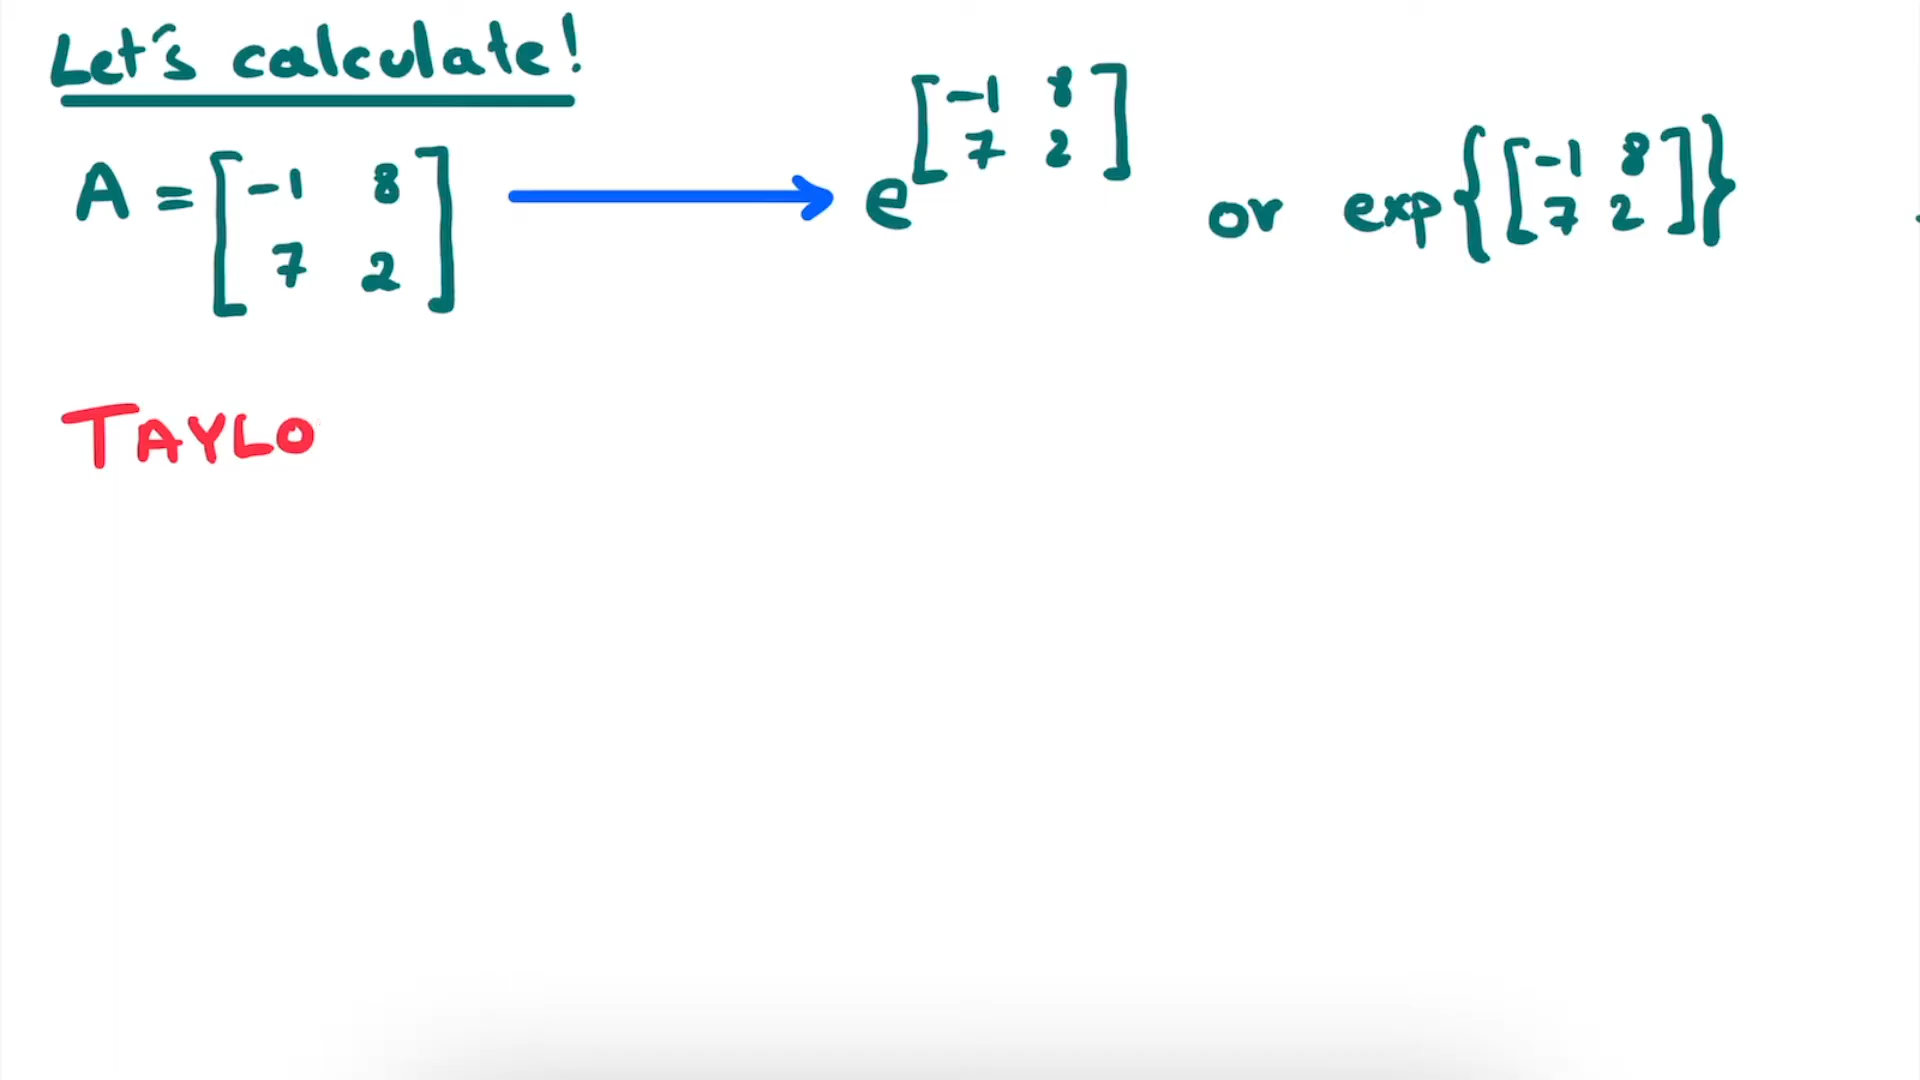 Let's calculate!
A = [-1 8
7 2] → e^[-1 8
7 2] or exp{[-1 8
7 2]}
TAYLO